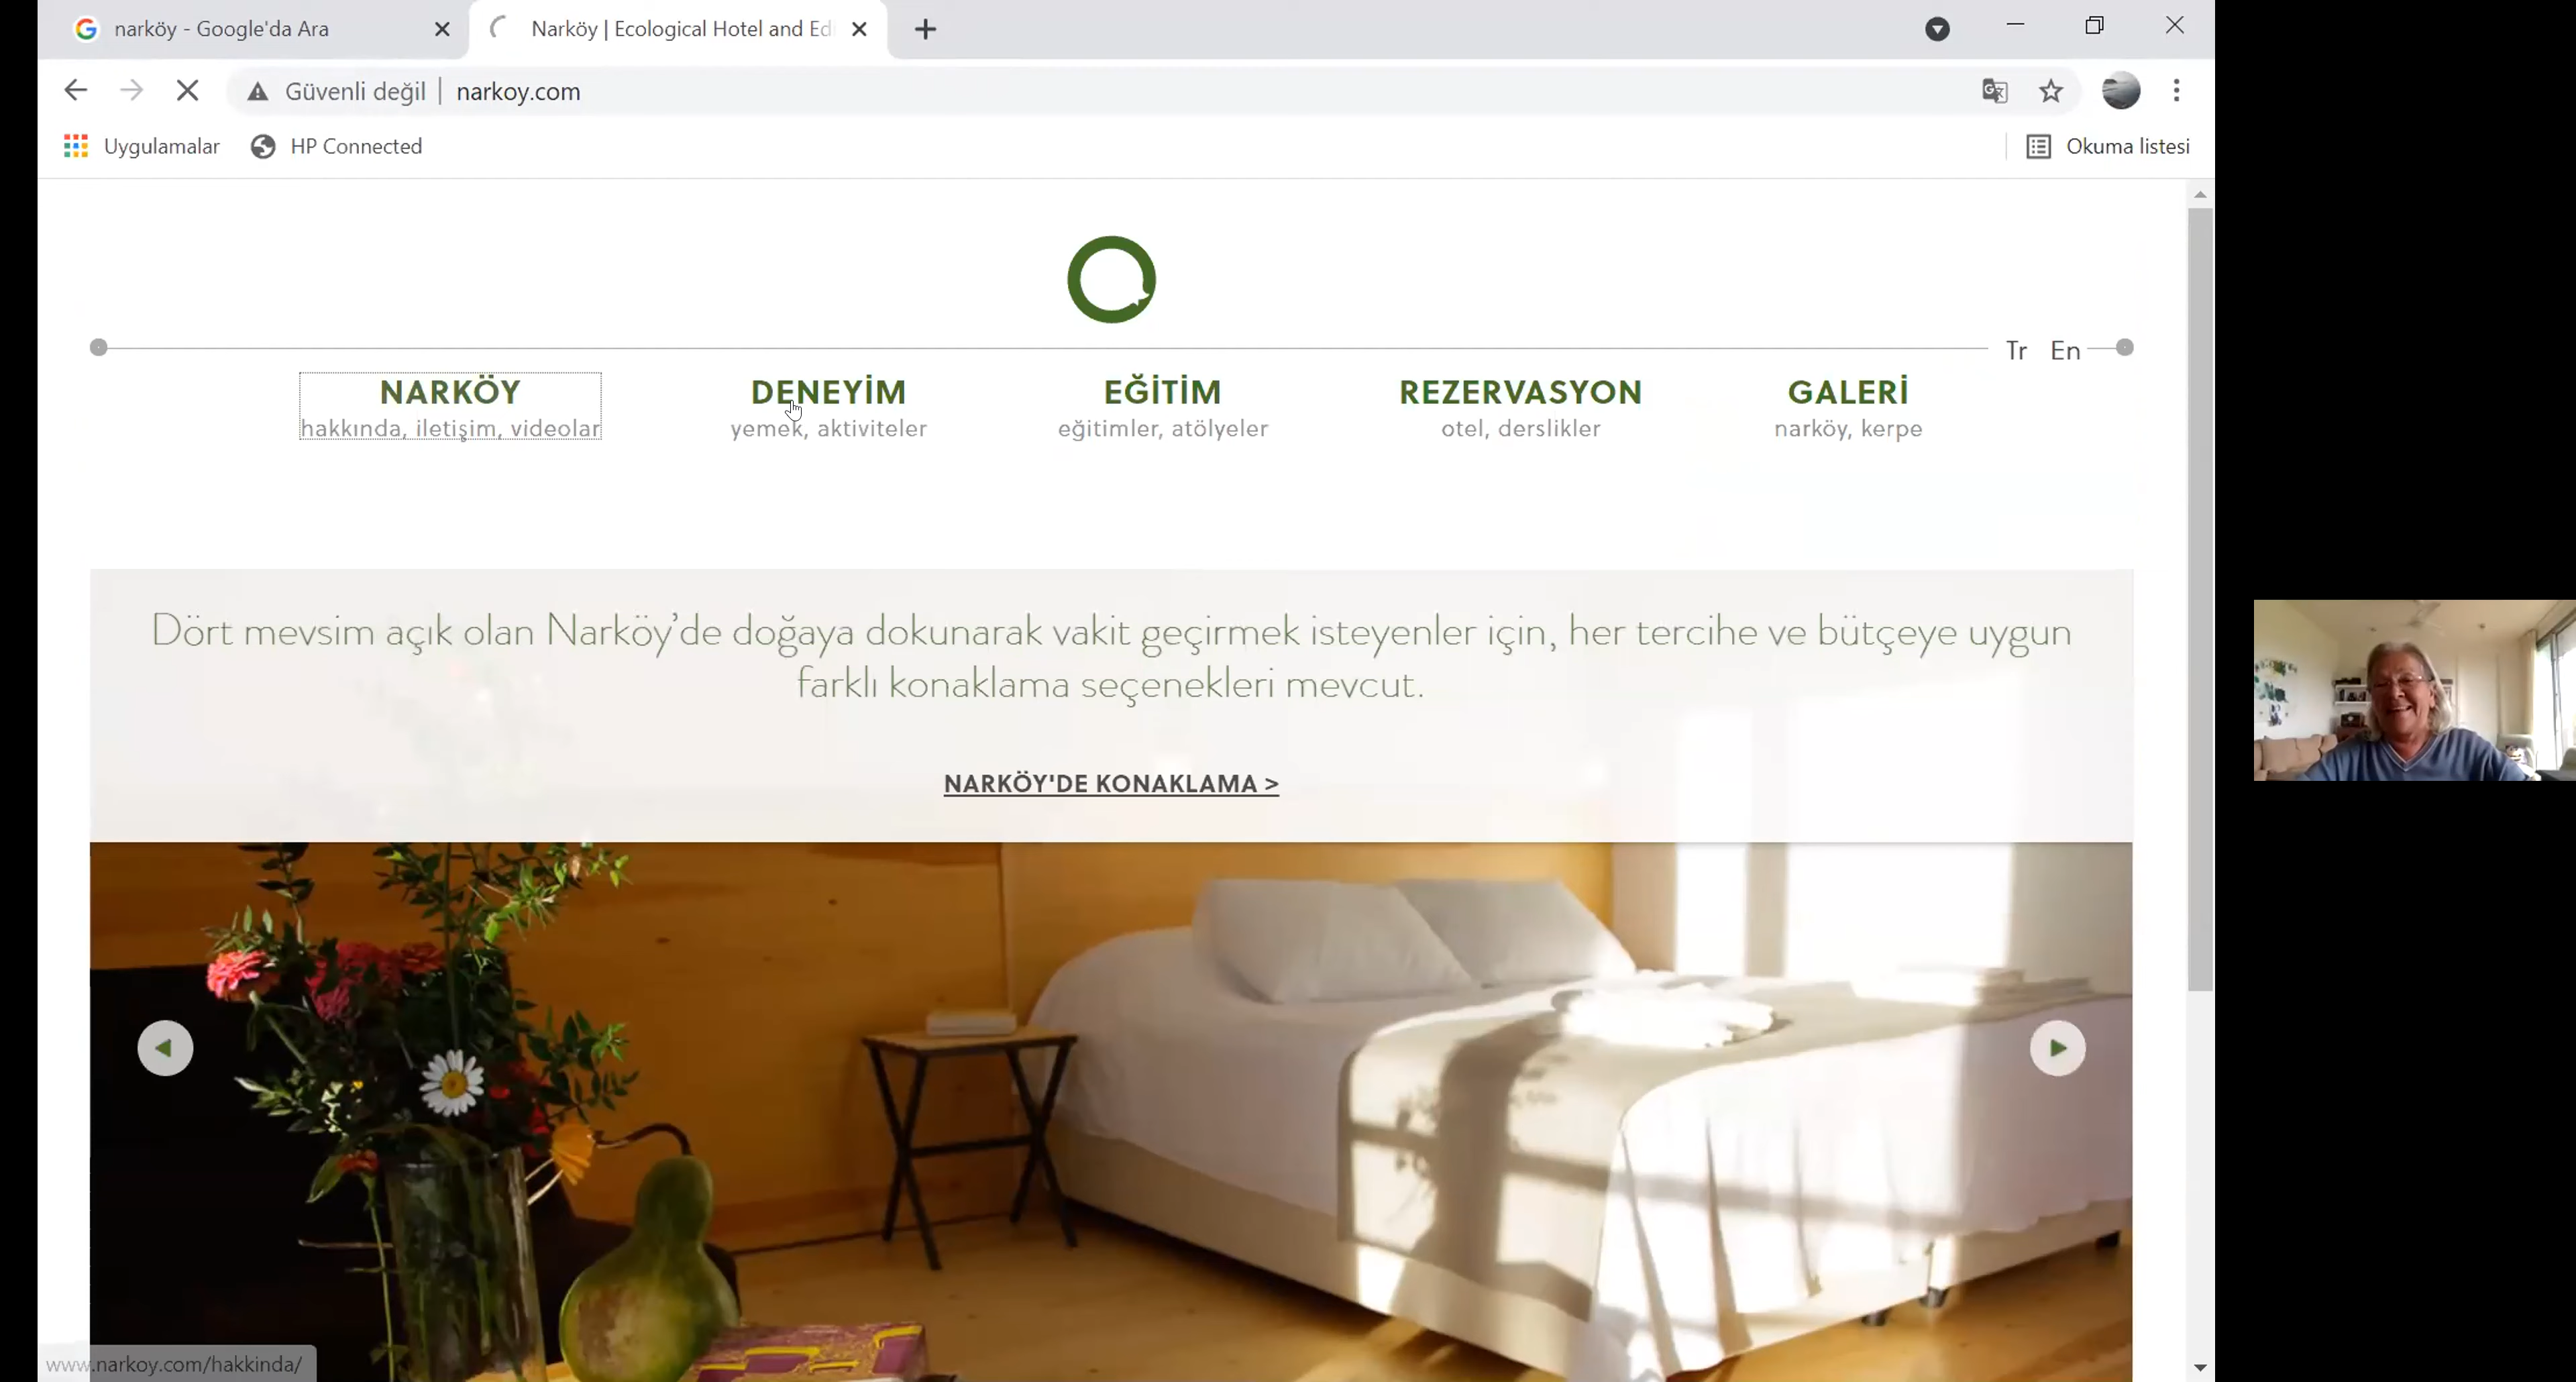 narköy - Google'da Ara
Narköy | Ecological Hotel and Ed
Güvenli değil
narkoy.com
Uygulamalar
HP Connected
Okuma listesi
Tr En
NARKÖY
hakkında, iletişim, videolar
DENEYİM
yemek, aktiviteler
EĞİTİM
eğitimler, atölyeler
REZERVASYON
otel, derslikler
GALERİ
narköy, kerpe
Dört mevsim açık olan Narköy’de doğaya dokunarak vakit geçirmek isteyenler için, her tercihe ve bütçeye uygun
farklı konaklama seçenekleri mevcut.
NARKÖY'DE KONAKLAMA >
www.narkoy.com/hakkinda/